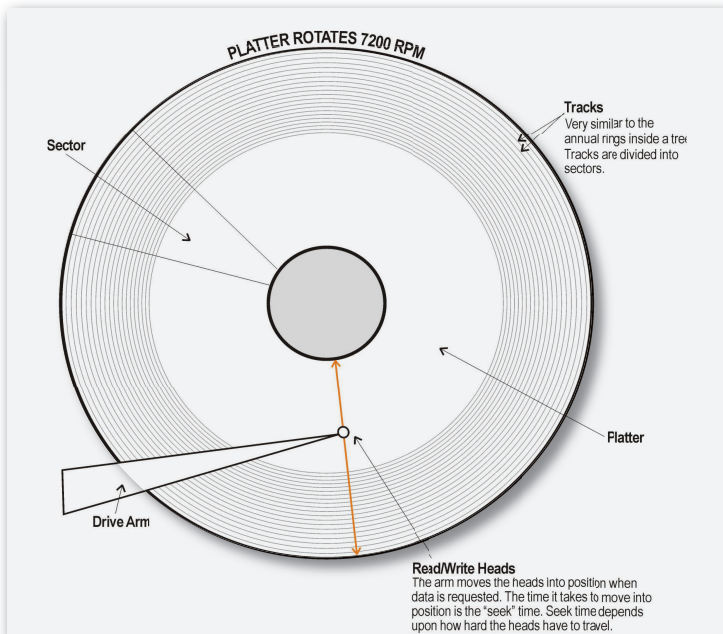 PLATTER ROTATES 7200 RPM
Tracks
Very similar to the
annual rings inside a tree
Tracks are divided into
sectors.
Sector
Platter
Drive Arm
Read/Write Heads
The arm moves the heads into position when
data is requested. The time it takes to move into
position is the “seek” time. Seek time depends
upon how hard the heads have to travel.